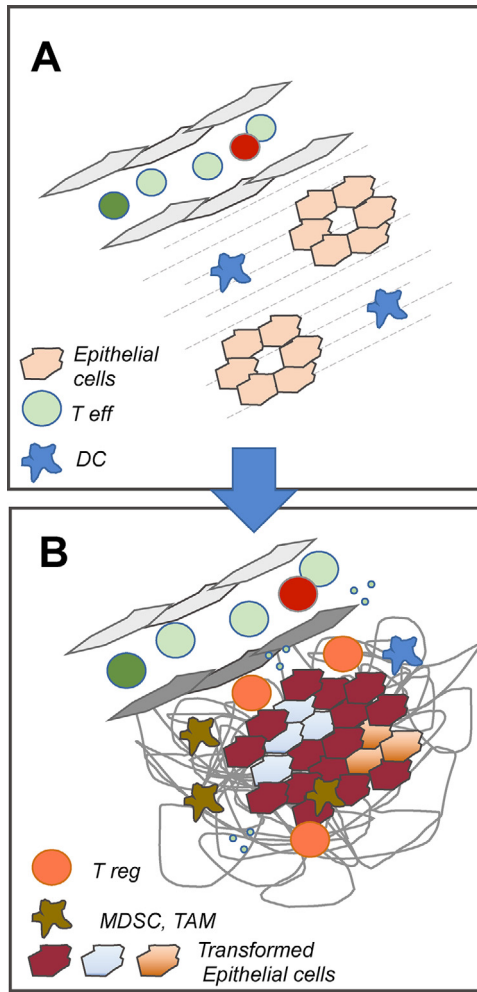 A
Epithelial
cells
T eff
DC
B
T reg
MDSC, TAM
Transformed
Epithelial cells